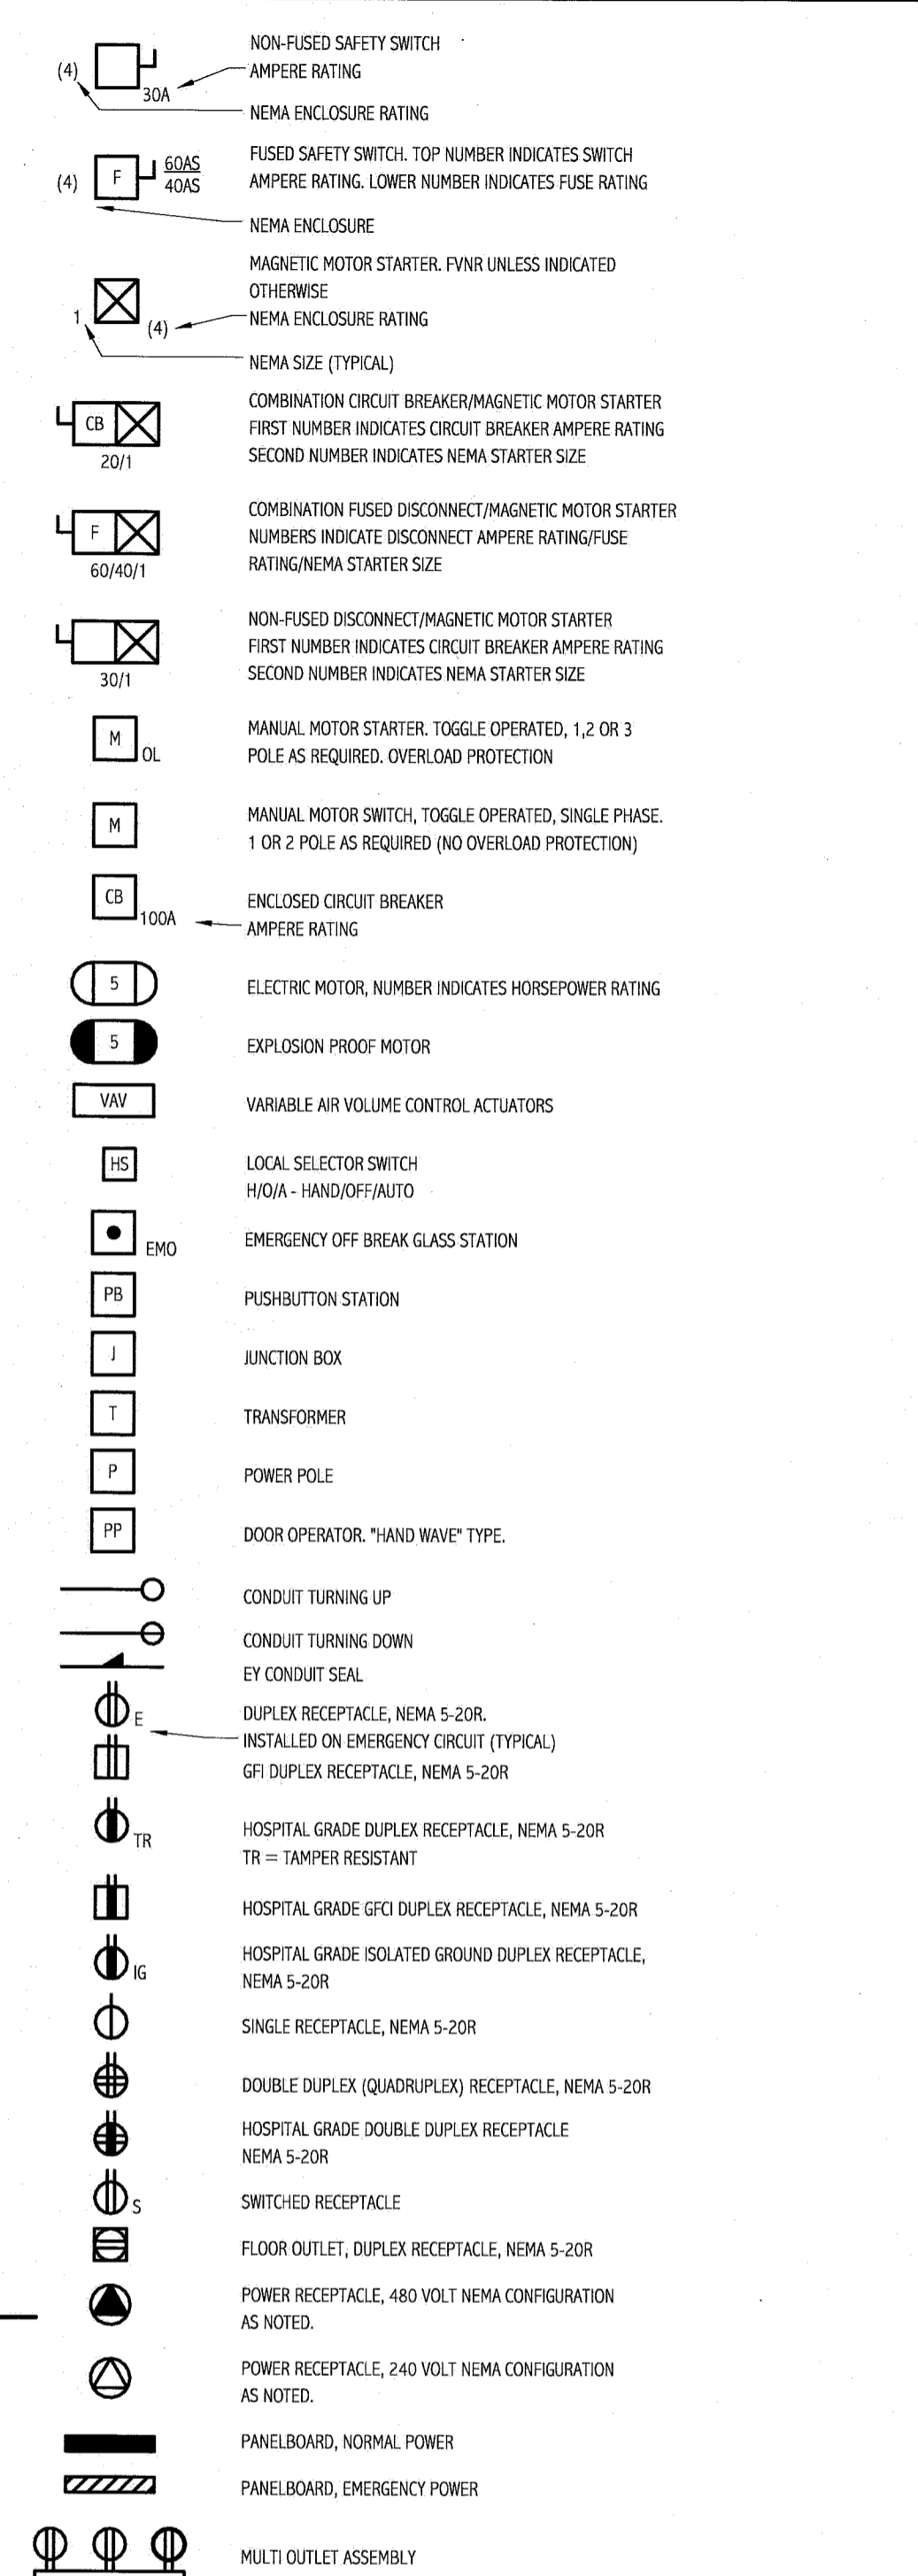 NON-FUSED SAFETY SWITCH
(4)
AMPERE RATING
30A
NEMA ENCLOSURE RATING
FUSED SAFETY SWITCH. TOP NUMBER INDICATES SWITCH
(4) F 60AS
40AS
AMPERE RATING. LOWER NUMBER INDICATES FUSE RATING
NEMA ENCLOSURE
MAGNETIC MOTOR STARTER. FVNR UNLESS INDICATED
OTHERWISE
1 (4)
NEMA ENCLOSURE RATING
NEMA SIZE (TYPICAL)
COMBINATION CIRCUIT BREAKER/MAGNETIC MOTOR STARTER
CB
FIRST NUMBER INDICATES CIRCUIT BREAKER AMPERE RATING
20/1
SECOND NUMBER INDICATES NEMA STARTER SIZE
COMBINATION FUSED DISCONNECT/MAGNETIC MOTOR STARTER
F
NUMBERS INDICATE DISCONNECT AMPERE RATING/FUSE
60/40/1
RATING/NEMA STARTER SIZE
NON-FUSED DISCONNECT/MAGNETIC MOTOR STARTER
FIRST NUMBER INDICATES CIRCUIT BREAKER AMPERE RATING
30/1
SECOND NUMBER INDICATES NEMA STARTER SIZE
M OL
MANUAL MOTOR STARTER. TOGGLE OPERATED, 1,2 OR 3
POLE AS REQUIRED. OVERLOAD PROTECTION
M
MANUAL MOTOR SWITCH, TOGGLE OPERATED, SINGLE PHASE.
1 OR 2 POLE AS REQUIRED (NO OVERLOAD PROTECTION)
CB 100A
ENCLOSED CIRCUIT BREAKER
AMPERE RATING
5
ELECTRIC MOTOR, NUMBER INDICATES HORSEPOWER RATING
5
EXPLOSION PROOF MOTOR
VAV
VARIABLE AIR VOLUME CONTROL ACTUATORS
HS
LOCAL SELECTOR SWITCH
H/O/A - HAND/OFF/AUTO
EMO
EMERGENCY OFF BREAK GLASS STATION
PB
PUSHBUTTON STATION
J
JUNCTION BOX
T
TRANSFORMER
P
POWER POLE
PP
DOOR OPERATOR. "HAND WAVE" TYPE.
CONDUIT TURNING UP
CONDUIT TURNING DOWN
EY CONDUIT SEAL
E
DUPLEX RECEPTACLE, NEMA 5-20R.
INSTALLED ON EMERGENCY CIRCUIT (TYPICAL)
GFI DUPLEX RECEPTACLE, NEMA 5-20R
TR
HOSPITAL GRADE DUPLEX RECEPTACLE, NEMA 5-20R
TR = TAMPER RESISTANT
HOSPITAL GRADE GFCI DUPLEX RECEPTACLE, NEMA 5-20R
IG
HOSPITAL GRADE ISOLATED GROUND DUPLEX RECEPTACLE,
NEMA 5-20R
SINGLE RECEPTACLE, NEMA 5-20R
DOUBLE DUPLEX (QUADRUPLEX) RECEPTACLE, NEMA 5-20R
HOSPITAL GRADE DOUBLE DUPLEX RECEPTACLE
NEMA 5-20R
S
SWITCHED RECEPTACLE
FLOOR OUTLET, DUPLEX RECEPTACLE, NEMA 5-20R
POWER RECEPTACLE, 480 VOLT NEMA CONFIGURATION
AS NOTED.
POWER RECEPTACLE, 240 VOLT NEMA CONFIGURATION
AS NOTED.
PANELBOARD, NORMAL POWER
PANELBOARD, EMERGENCY POWER
MULTI OUTLET ASSEMBLY